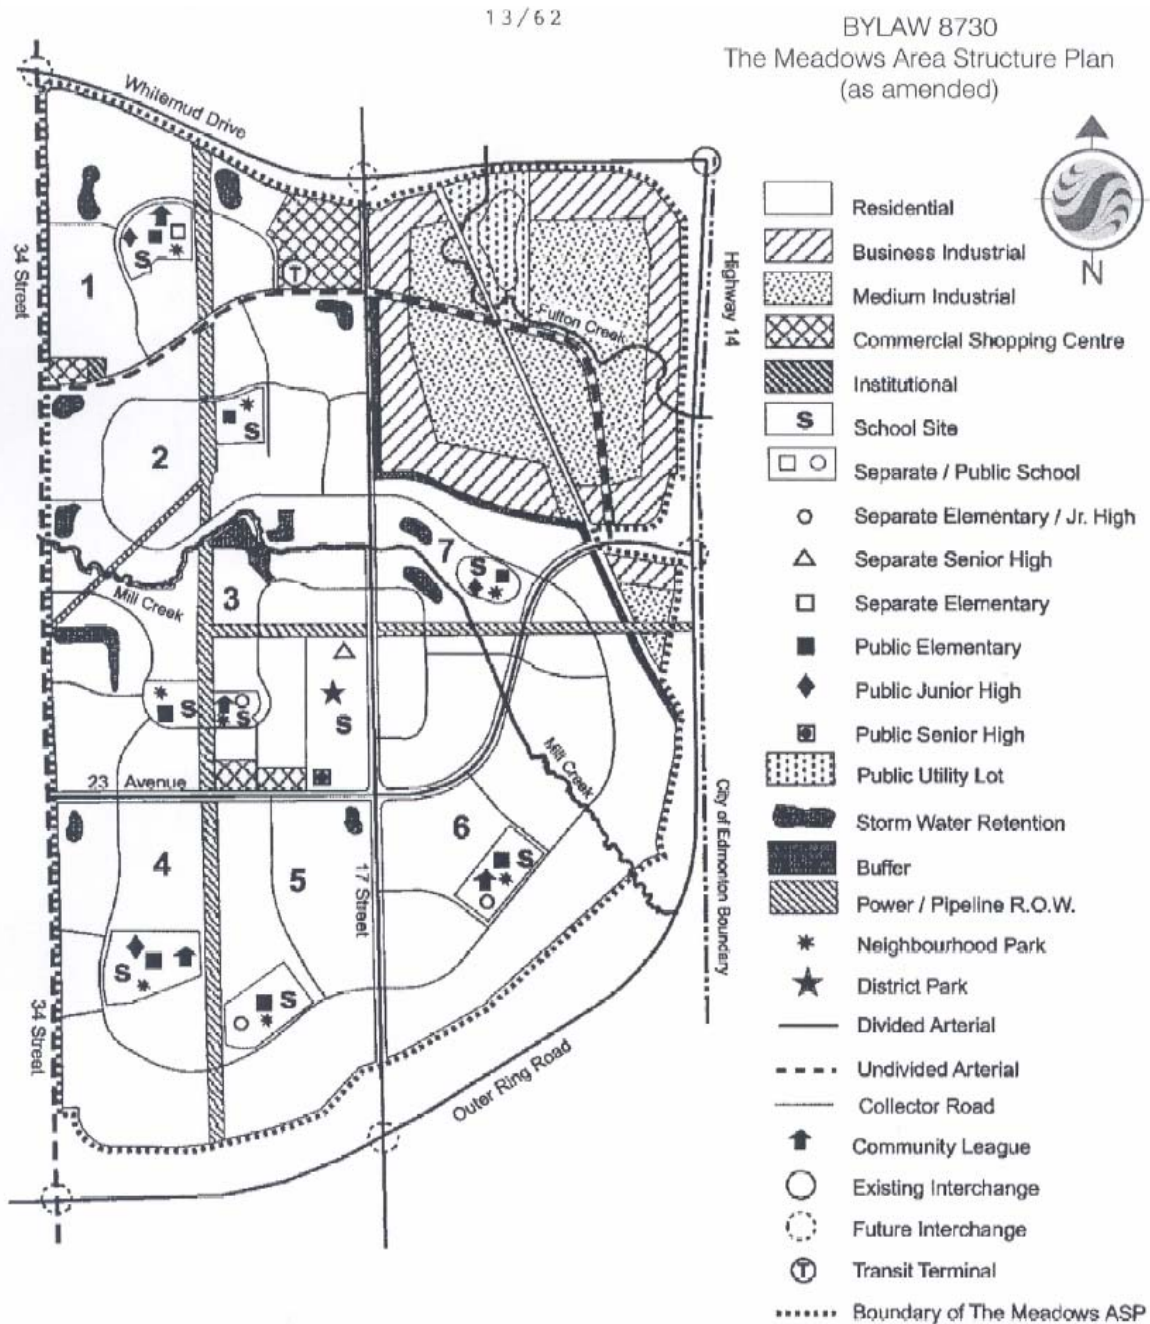 13/62
BYLAW 8730
The Meadows Area Structure Plan
(as amended)
N
Residential
Business Industrial
Medium Industrial
Commercial Shopping Centre
Institutional
S
School Site
Separate / Public School
Separate Elementary / Jr. High
Separate Senior High
Separate Elementary
Public Elementary
Public Junior High
Public Senior High
Public Utility Lot
Storm Water Retention
Buffer
Power / Pipeline R.O.W.
Neighbourhood Park
District Park
Divided Arterial
Undivided Arterial
Collector Road
Community League
Existing Interchange
Future Interchange
T
Transit Terminal
Boundary of The Meadows ASP
Whitemud Drive
34 Street
S
1
T
Fulton Creek
Highway 14
2
S
7
S
Mill Creek
3
S
S
S
23 Avenue
Mill Creek
City of Edmonton Boundary
6
S
4
5
17 Street
S
S
34 Street
Outer Ring Road